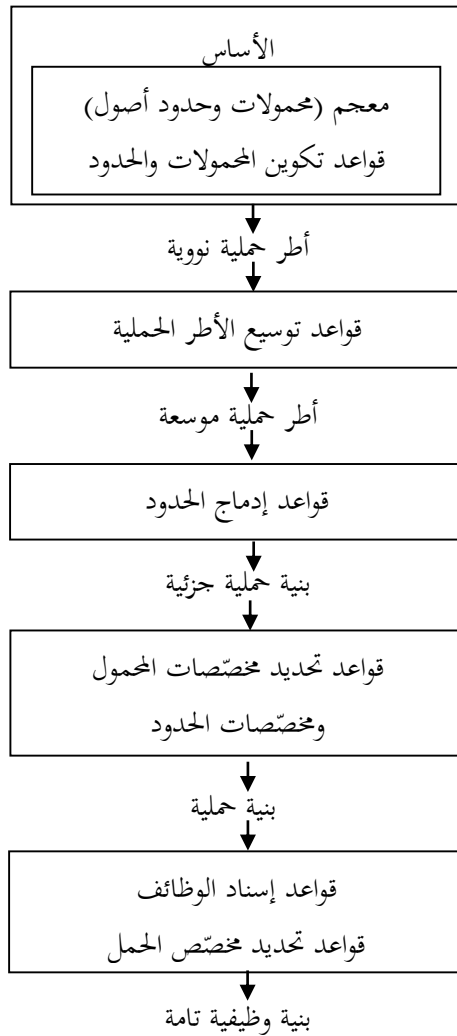 الأساس
معجم (محمولات وحدود أصول)
قواعد تكوين المحمولات والحدود
أطر حملية نووية
قواعد توسيع الأطر الحملية
أطر حملية موسعة
قواعد إدماج الحدود
بنية حملية جزئية
قواعد تحديد مخصّصات المحمول
ومخصّصات الحدود
بنية حملية
قواعد إسناد الوظائف
قواعد تحديد مخصّص الحمل
بنية وظيفية تامة